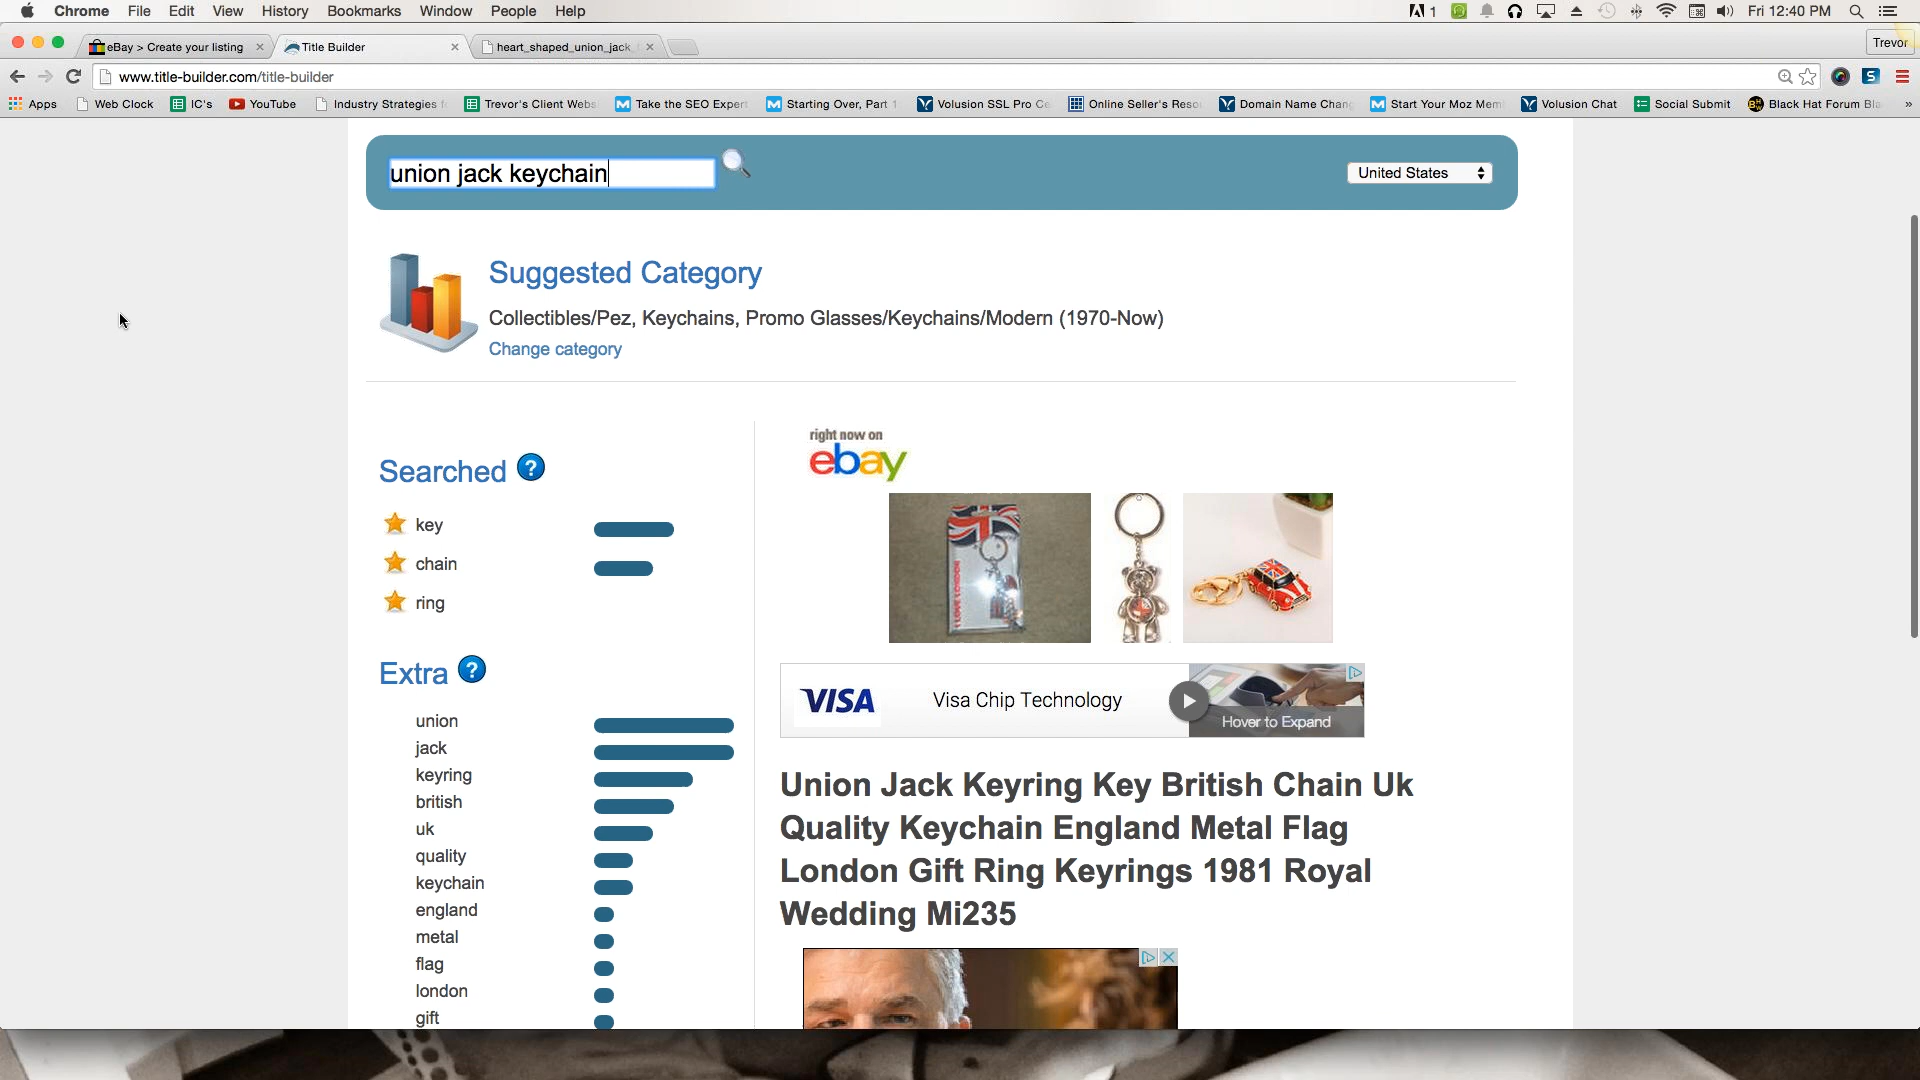 Chrome File Edit View History Bookmarks Window People Help 1 Fri 12:40 PM
eBay > Create your listing Title Builder heart_shaped_union_jack_ Trevor
www.title-builder.com/title-builder
Apps Web Clock IC's YouTube Industry Strategies Trevor's Client Webs Take the SEO Expert Starting Over, Part Volusion SSL Pro Online Seller's Reso Domain Name Chan Start Your Moz Mem Volusion Chat Social Submit Black Hat Forum Bla »
union jack keychain
United States
Suggested Category
Collectibles/Pez, Keychains, Promo Glasses/Keychains/Modern (1970-Now)
Change category
right now on
ebay
Searched ?
key
chain
ring
Extra ?
union
jack
keyring
british
uk
quality
keychain
england
metal
flag
london
gift
VISA Visa Chip Technology
Hover to Expand
Union Jack Keyring Key British Chain Uk
Quality Keychain England Metal Flag
London Gift Ring Keyrings 1981 Royal
Wedding Mi235